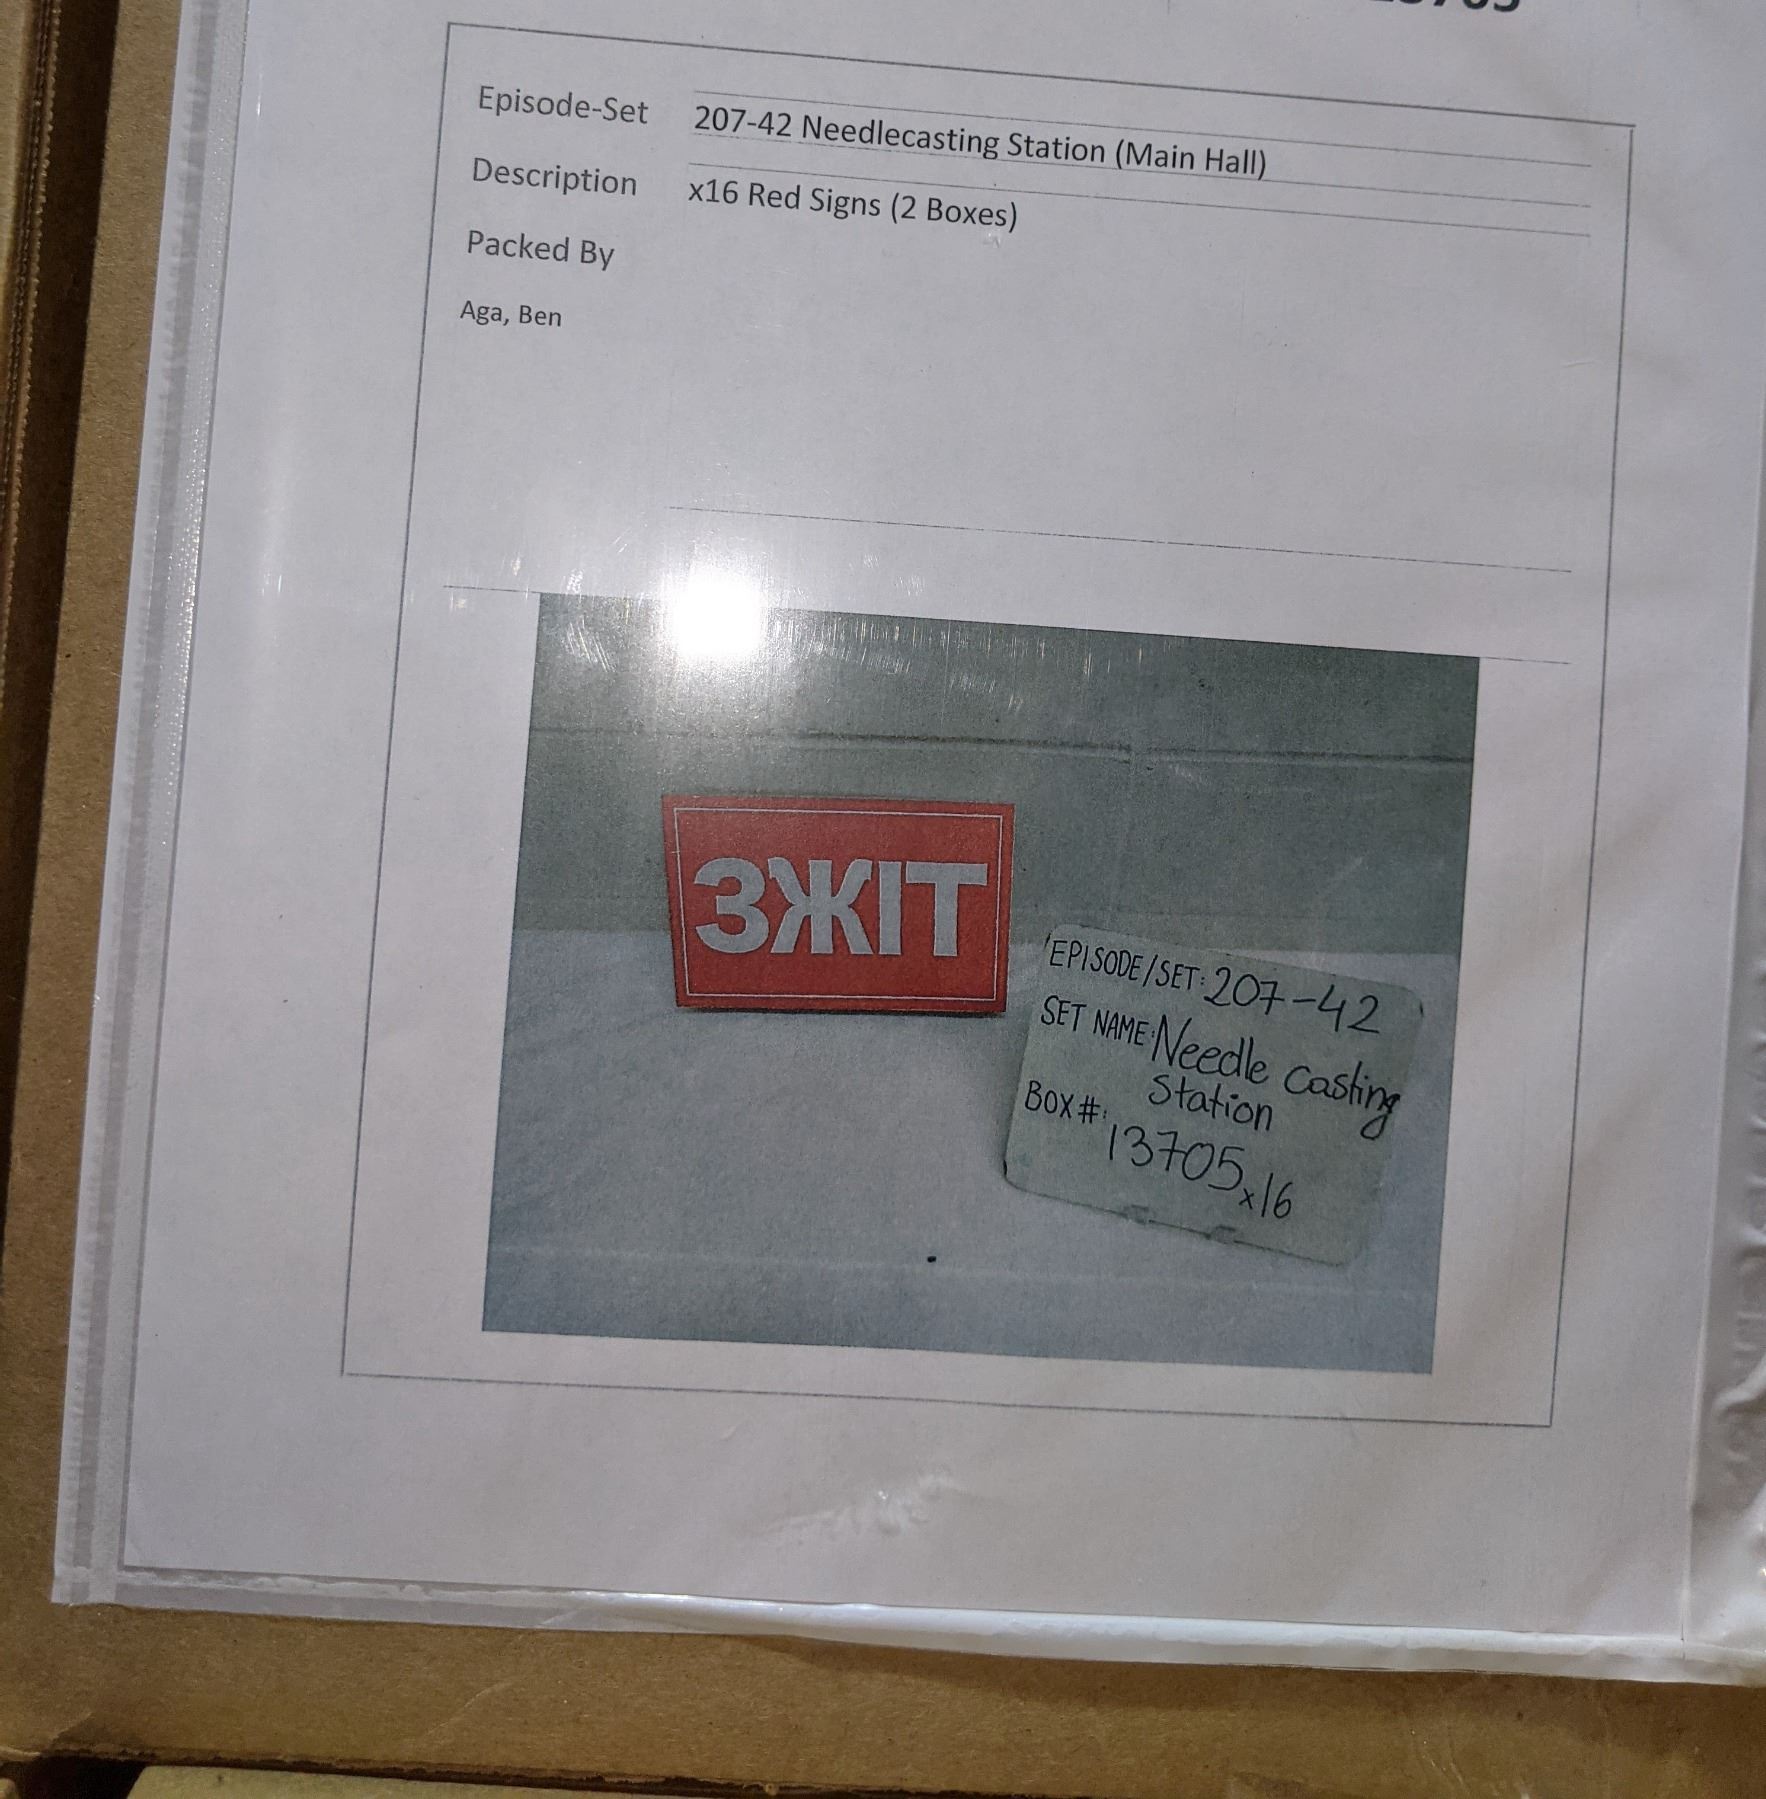 Episode-Set 207-42 Needlecasting Station (Main Hall)
Description x16 Red Signs (2 Boxes)
Packed By
Aga, Ben
ЗЖІТ
EPISODE/SET: 207-42
SET NAME: Needle Casting
Station
BOX#: 13705 x16